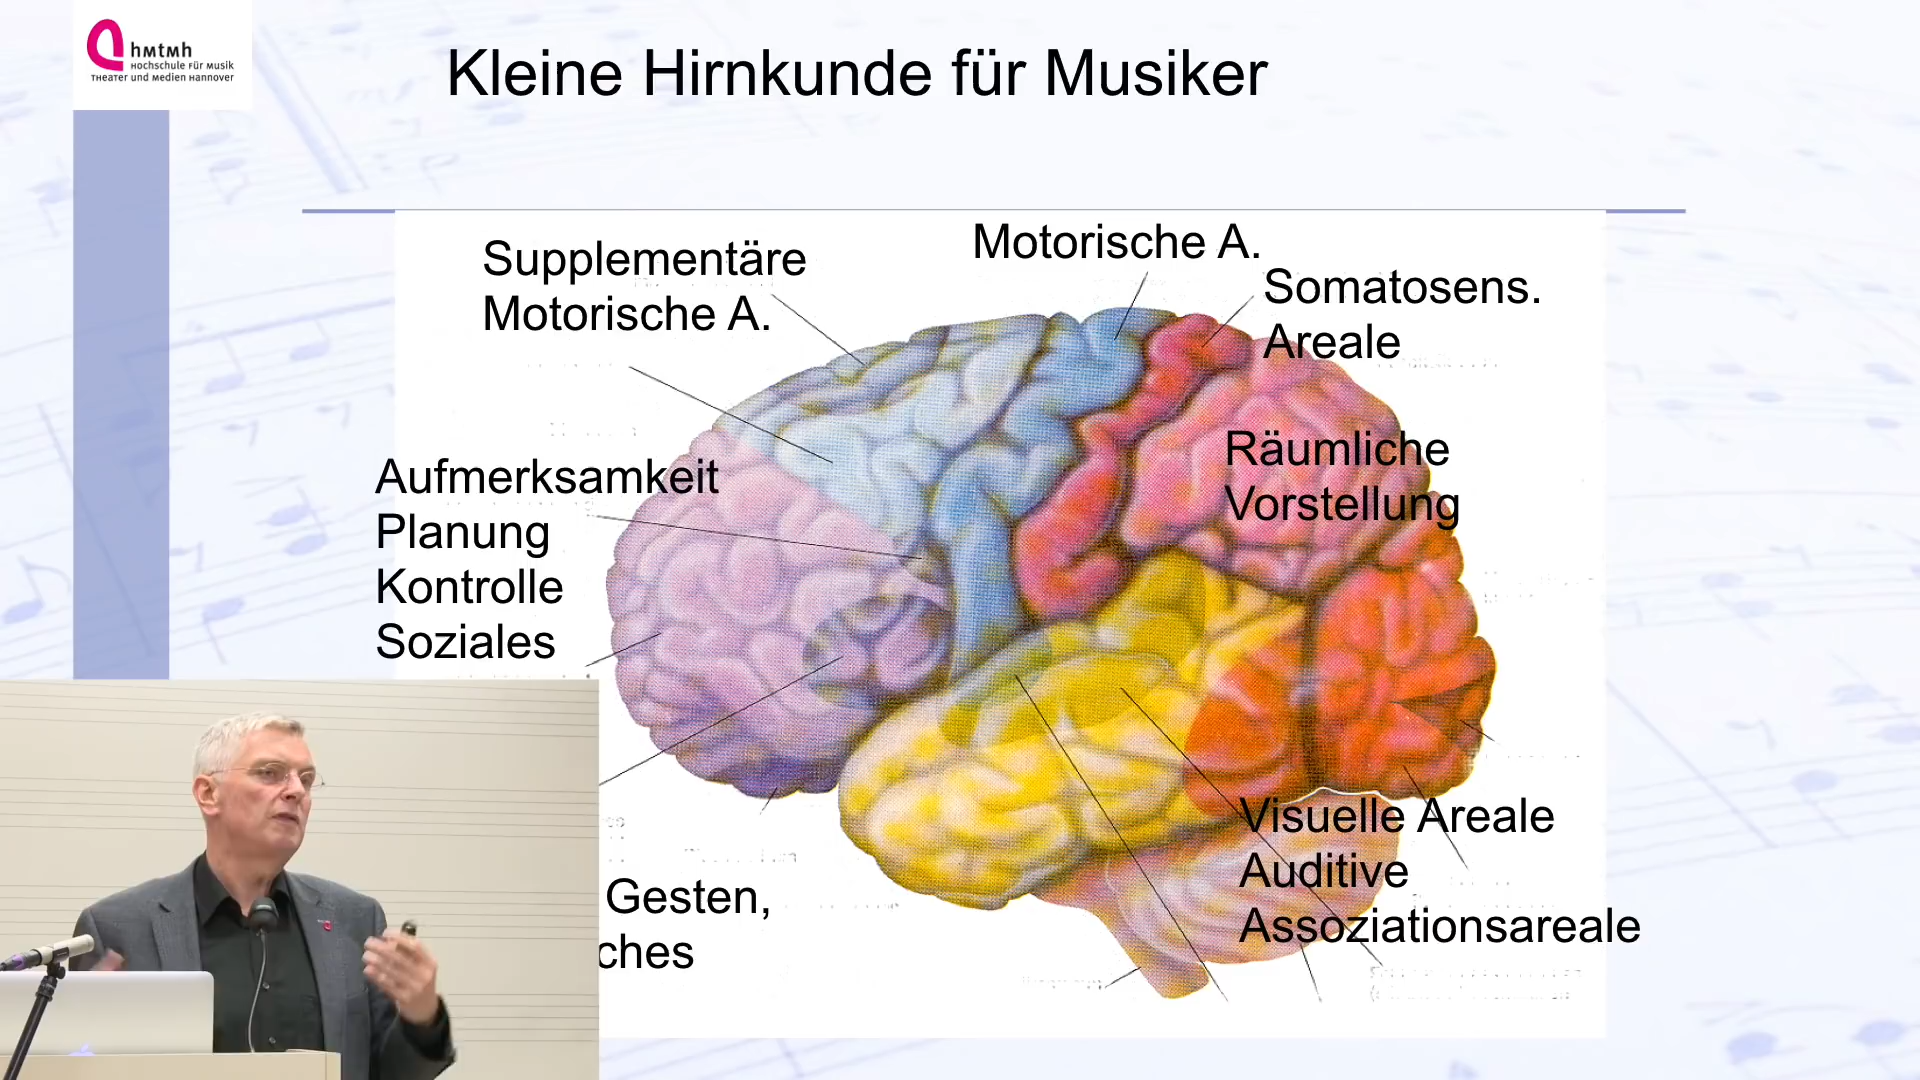 hmtmh
Hochschule für Musik
Theater und Medien Hannover
Kleine Hirnkunde für Musiker
Supplementäre
Motorische A.
Motorische A.
Somatosens.
Areale
Räumliche
Vorstellung
Aufmerksamkeit
Planung
Kontrolle
Soziales
Gesten,
ches
Visuelle Areale
Auditive
Assoziationsareale